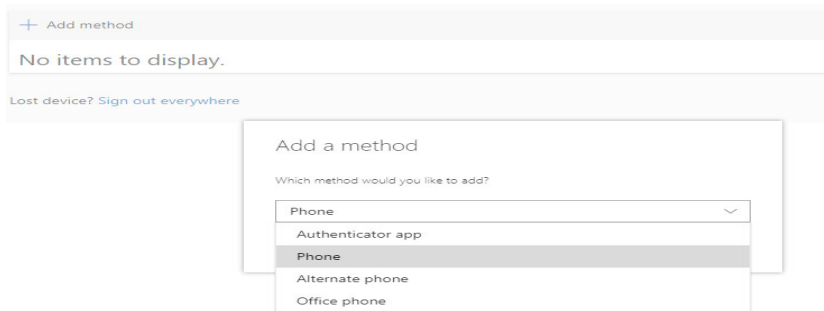 + Add method
No items to display.
Lost device? Sign out everywhere
Add a method
Which method would you like to add?
Phone
Authenticator app
Phone
Alternate phone
Office phone